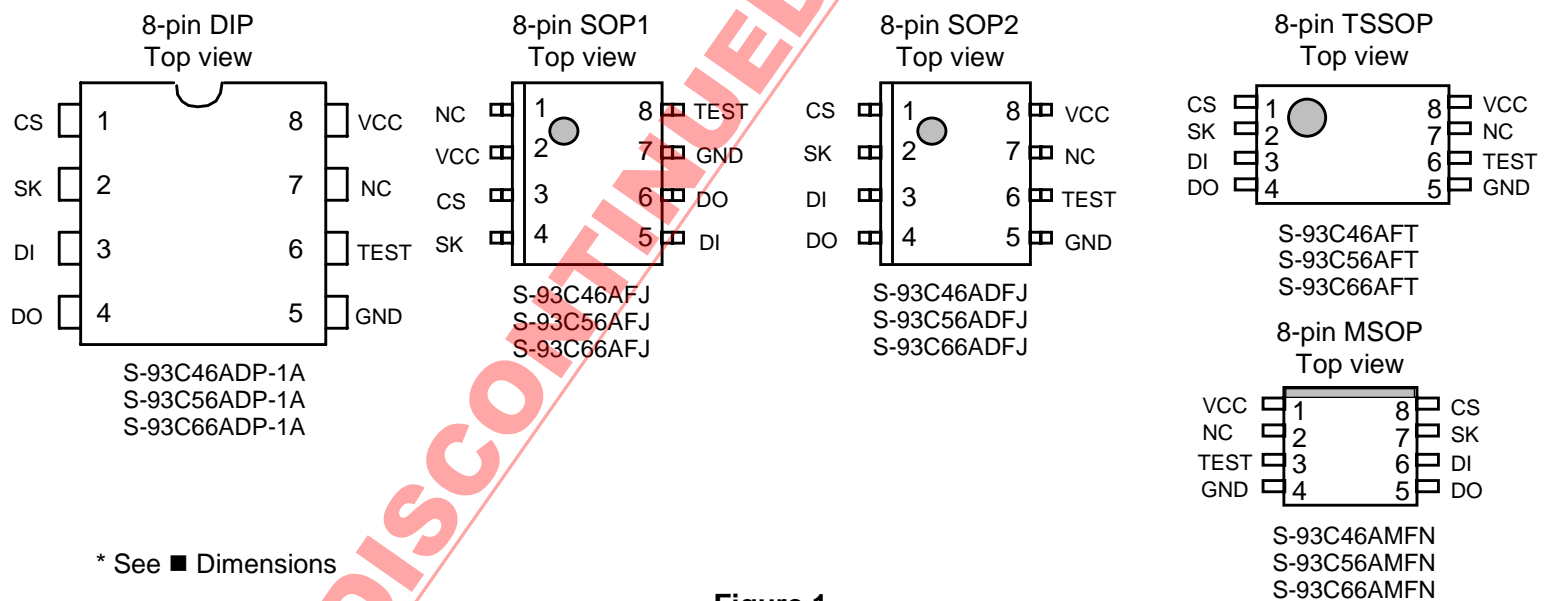 8-pin DIP
Top view
CS 1 8 VCC
SK 2 7 NC
DI 3 6 TEST
DO 4 5 GND
S-93C46ADP-1A
S-93C56ADP-1A
S-93C66ADP-1A
8-pin SOP1
Top view
NC 1 8 TEST
VCC 2 7 GND
CS 3 6 DO
SK 4 5 DI
S-93C46AFJ
S-93C56AFJ
S-93C66AFJ
8-pin SOP2
Top view
CS 1 8 VCC
SK 2 7 NC
DI 3 6 TEST
DO 4 5 GND
S-93C46ADFJ
S-93C56ADFJ
S-93C66ADFJ
8-pin TSSOP
Top view
CS 1 8 VCC
SK 2 7 NC
DI 3 6 TEST
DO 4 5 GND
S-93C46AFT
S-93C56AFT
S-93C66AFT
8-pin MSOP
Top view
VCC 1 8 CS
NC 2 7 SK
TEST 3 6 DI
GND 4 5 DO
S-93C46AMFN
S-93C56AMFN
S-93C66AMFN
* See ■ Dimensions
Figure 1
DISCONTINUED